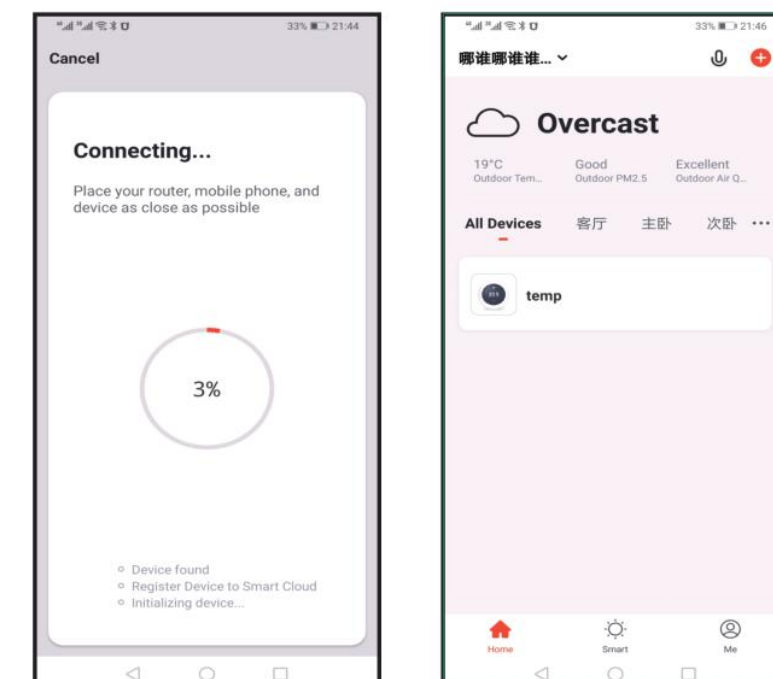 33% 21:44
Cancel
Connecting...
Place your router, mobile phone, and
device as close as possible
3%
Device found
Register Device to Smart Cloud
Initializing device...
33% 21:46
哪谁哪谁谁...
Overcast
19°C Good Excellent
Outdoor Tem... Outdoor PM2.5 Outdoor Air Q...
All Devices 客厅 主卧 次卧 ...
temp
Home Smart Me